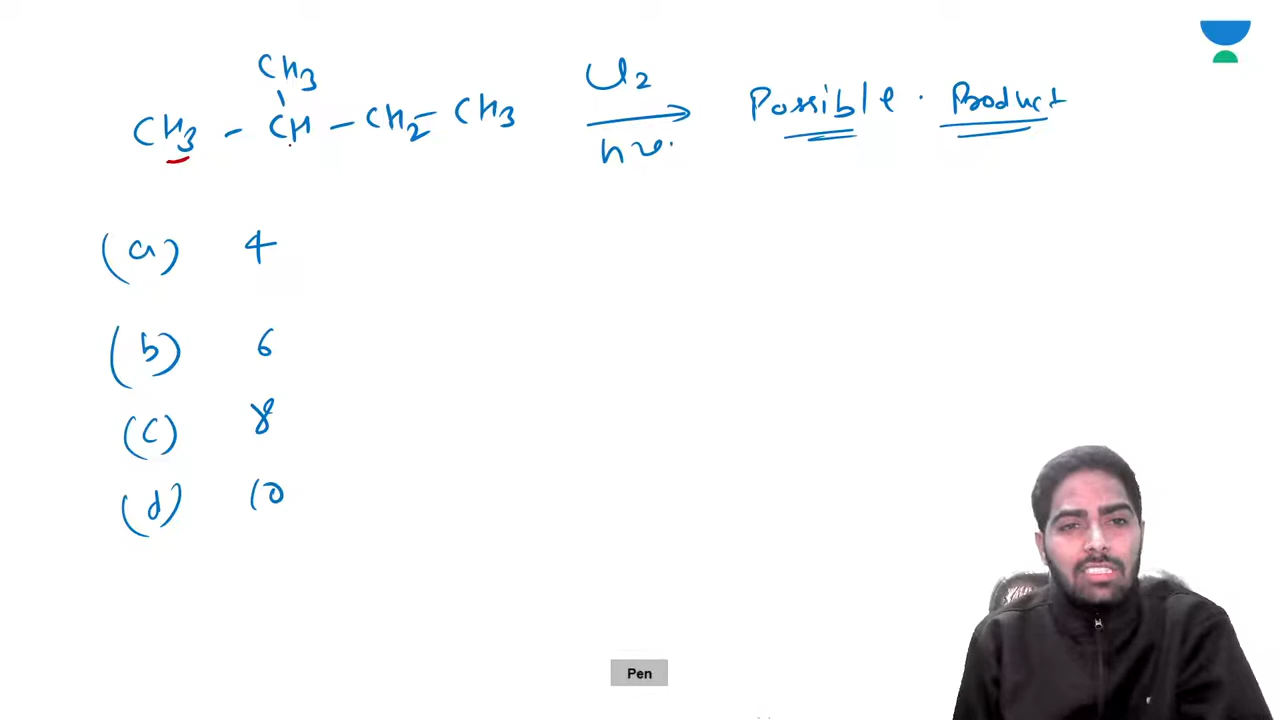 CH3
CH3 - CH - CH2 - CH3 Cl2 Possible . Product
hν.
(a) 4
(b) 6
(c) 8
(d) 10
Pen